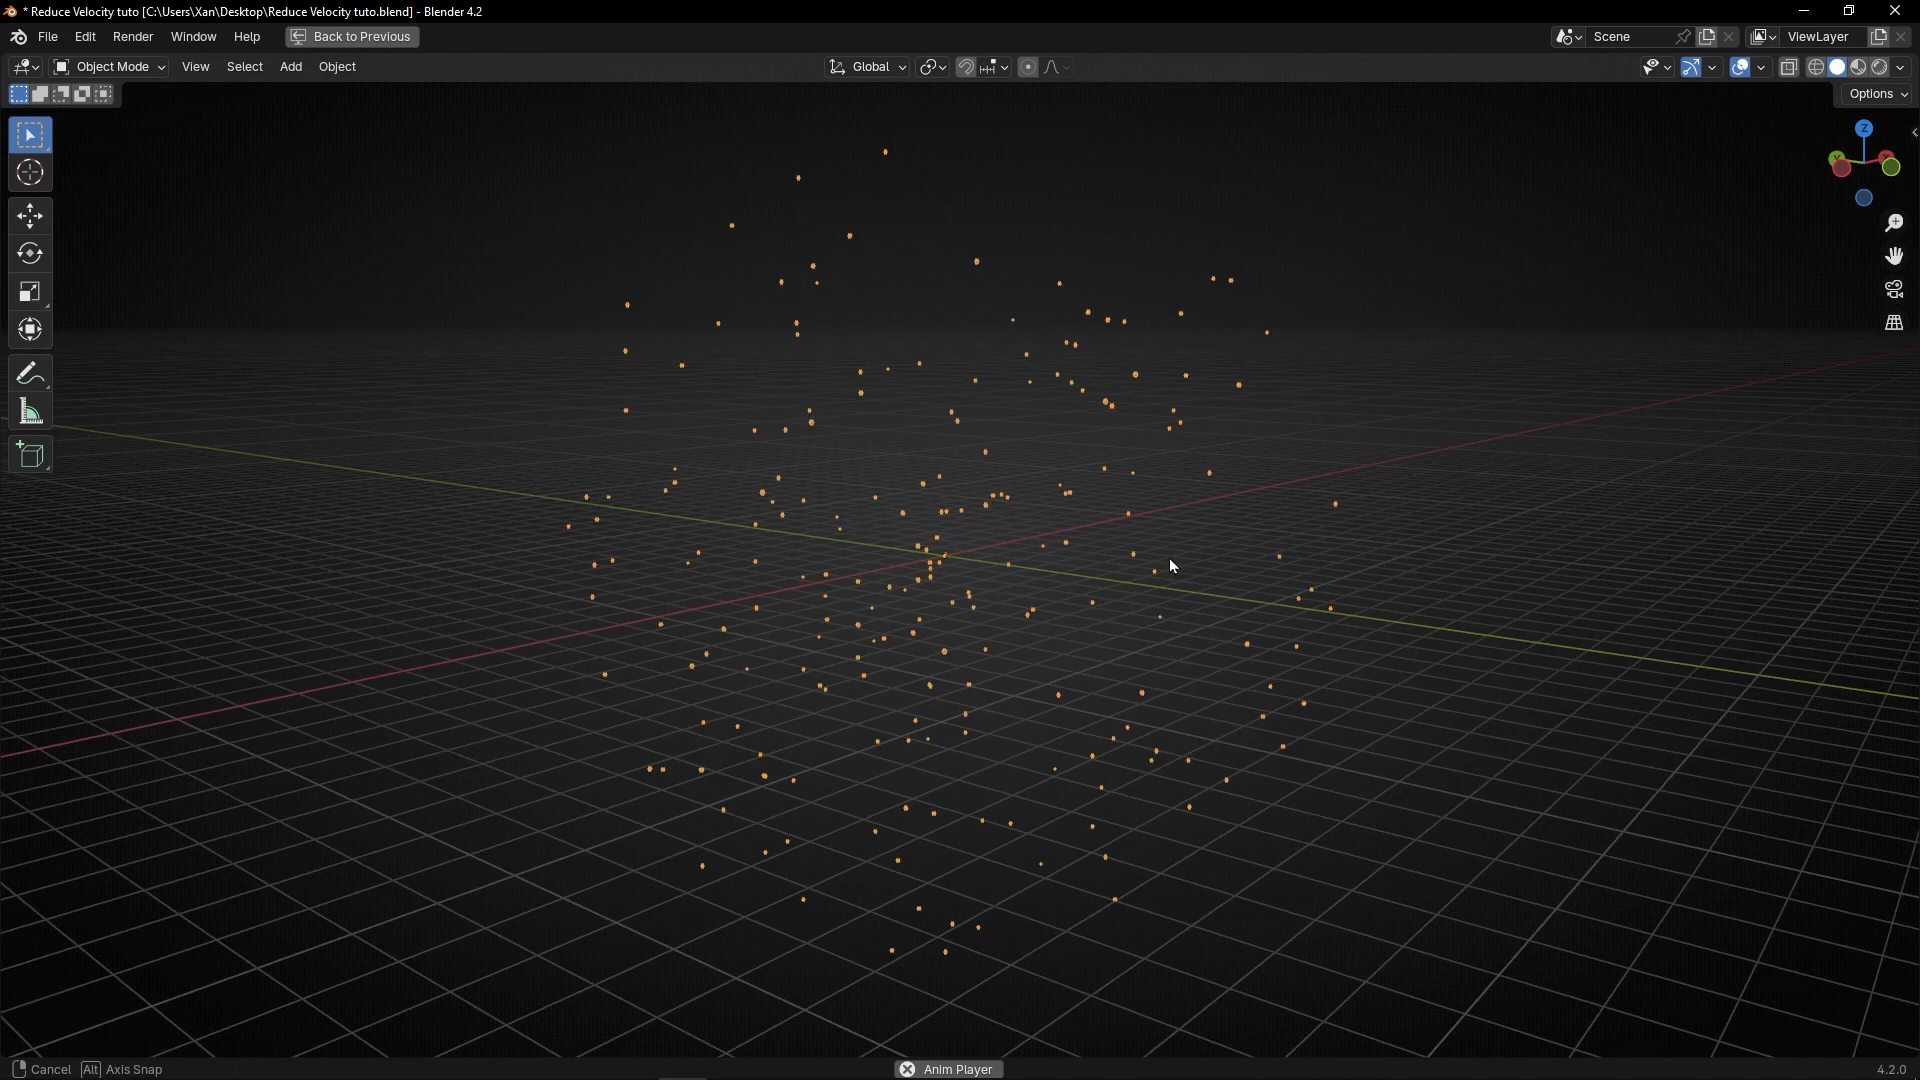 * Reduce Velocity tuto [C:\Users\Xan\Desktop\Reduce Velocity tuto.blend] - Blender 4.2
File Edit Render Window Help Back to Previous Scene ViewLayer
Object Mode View Select Add Object Global
Options
Z
Cancel Alt Axis Snap Anim Player 4.2.0